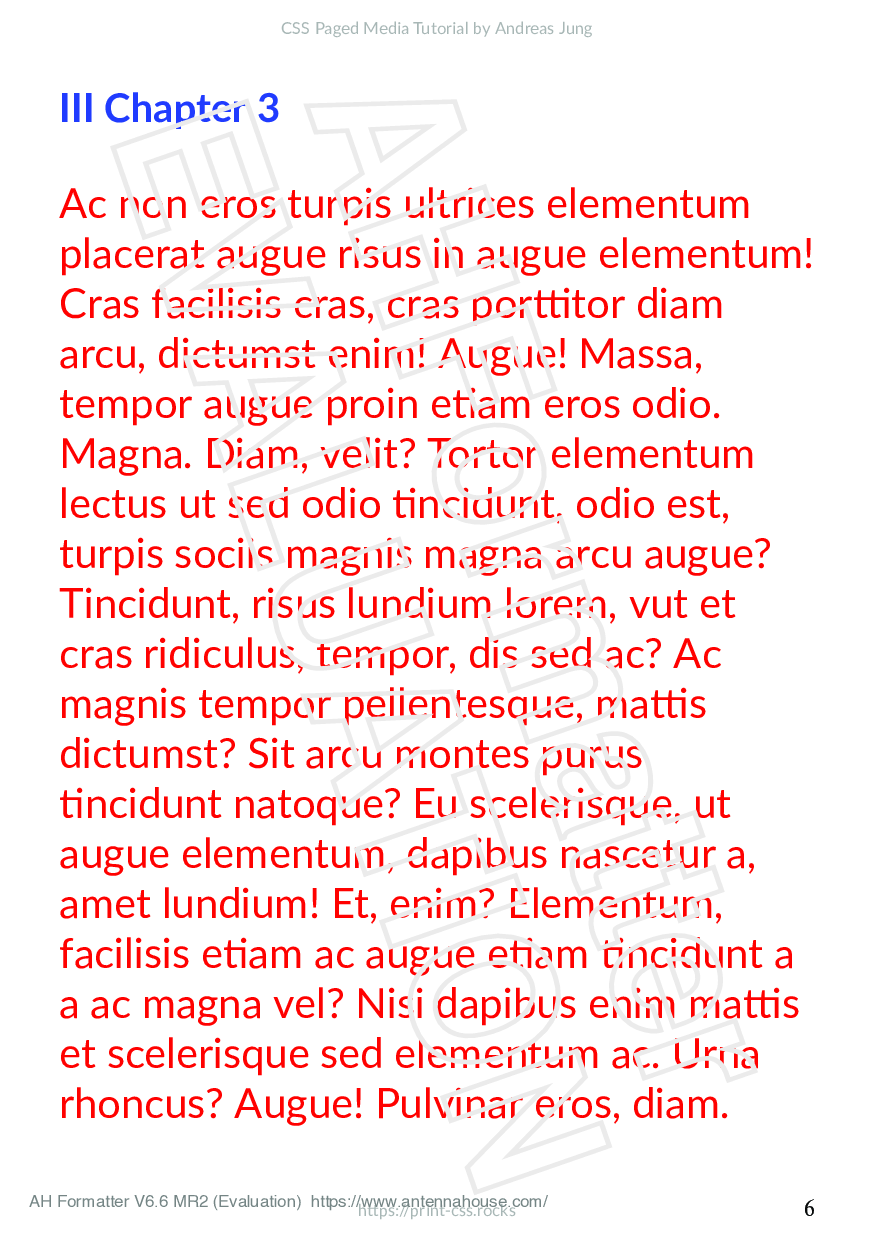 CSS Paged Media Tutorial by Andreas Jung
III Chapter 3
Ac non eros turpis ultrices elementum
placerat augue risus in augue elementum!
Cras facilisis cras, cras porttitor diam
arcu, dictumst enim! Augue! Massa,
tempor augue proin etiam eros odio.
Magna. Diam, velit? Tortor elementum
lectus ut sed odio tincidunt, odio est,
turpis sociis magnis magna arcu augue?
Tincidunt, risus lundium lorem, vut et
cras ridiculus, tempor, dis sed ac? Ac
magnis tempor pellentesque, mattis
dictumst? Sit arcu montes purus
tincidunt natoque? Eu scelerisque, ut
augue elementum, dapibus nascetur a,
amet lundium! Et, enim? Elementum,
facilisis etiam ac augue etiam tincidunt a
a ac magna vel? Nisi dapibus enim mattis
et scelerisque sed elementum ac. Urna
rhoncus? Augue! Pulvinar eros, diam.
AH Formatter
EVALUATION
AH Formatter V6.6 MR2 (Evaluation) https://www.antennahouse.com/
https://print-css.rocks
6